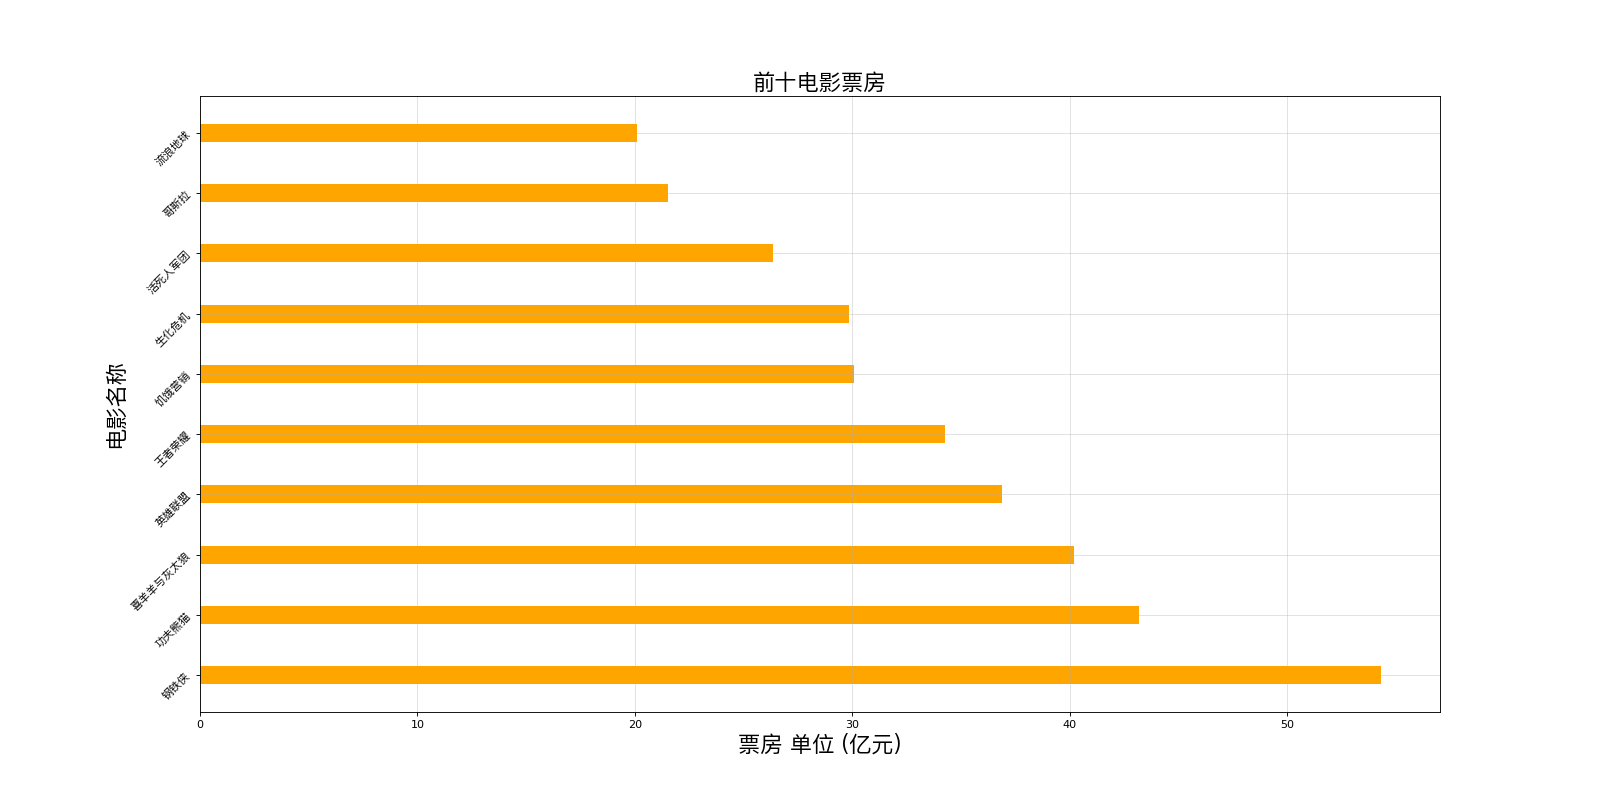 前十电影票房
流浪地球
哥斯拉
活死人军团
生化危机
饥饿营销
王者荣耀
英雄联盟
喜羊羊与灰太狼
功夫熊猫
钢铁侠
电影名称
0 10 20 30 40 50
票房 单位 (亿元)